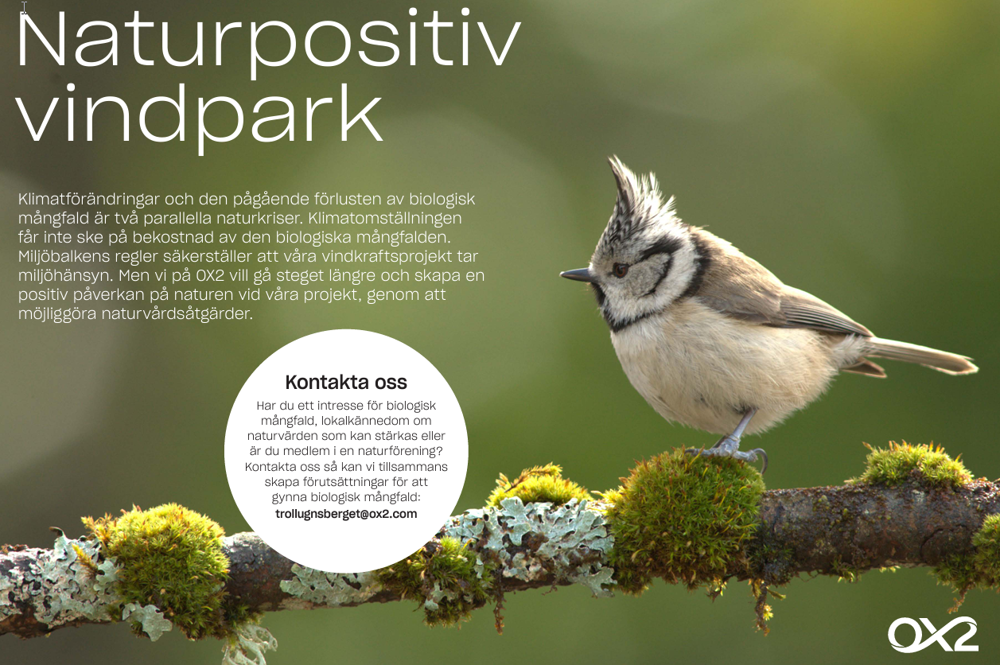 Naturpositiv
vindpark
Klimatförändringar och den pågående förlusten av biologisk
mångfald är två parallella naturkriser. Klimatomställningen
får inte ske på bekostnad av den biologiska mångfalden.
Miljöbalkens regler säkerställer att våra vindkraftsprojekt tar
miljöhänsyn. Men vi på OX2 vill gå steget längre och skapa en
positiv påverkan på naturen vid våra projekt, genom att
möjliggöra naturvårdsåtgärder.
Kontakta oss
Har du ett intresse för biologisk
mångfald, lokalkännedom om
naturvärden som kan stärkas eller
är du medlem i en naturförening?
Kontakta oss så kan vi tillsammans
skapa förutsättningar för att
gynna biologisk mångfald:
trollugnsberget@ox2.com
OX2